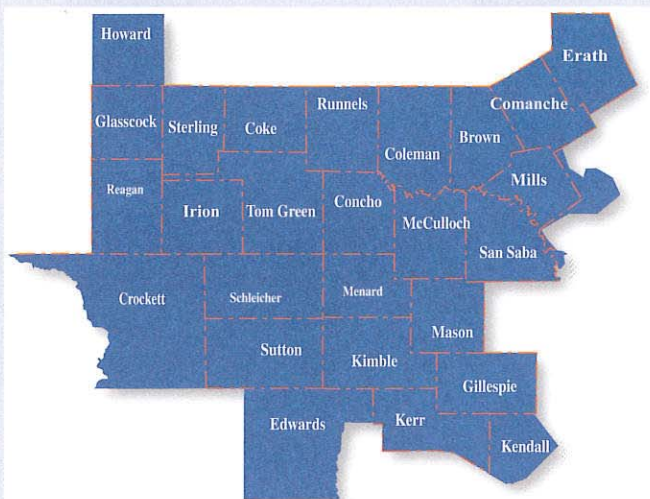 Howard
Erath
Glasscock
Sterling
Coke
Runnels
Coleman
Brown
Comanche
Reagan
Irion
Tom Green
Concho
McCulloch
Mills
San Saba
Crockett
Schleicher
Menard
Mason
Sutton
Kimble
Gillespie
Edwards
Kerr
Kendall